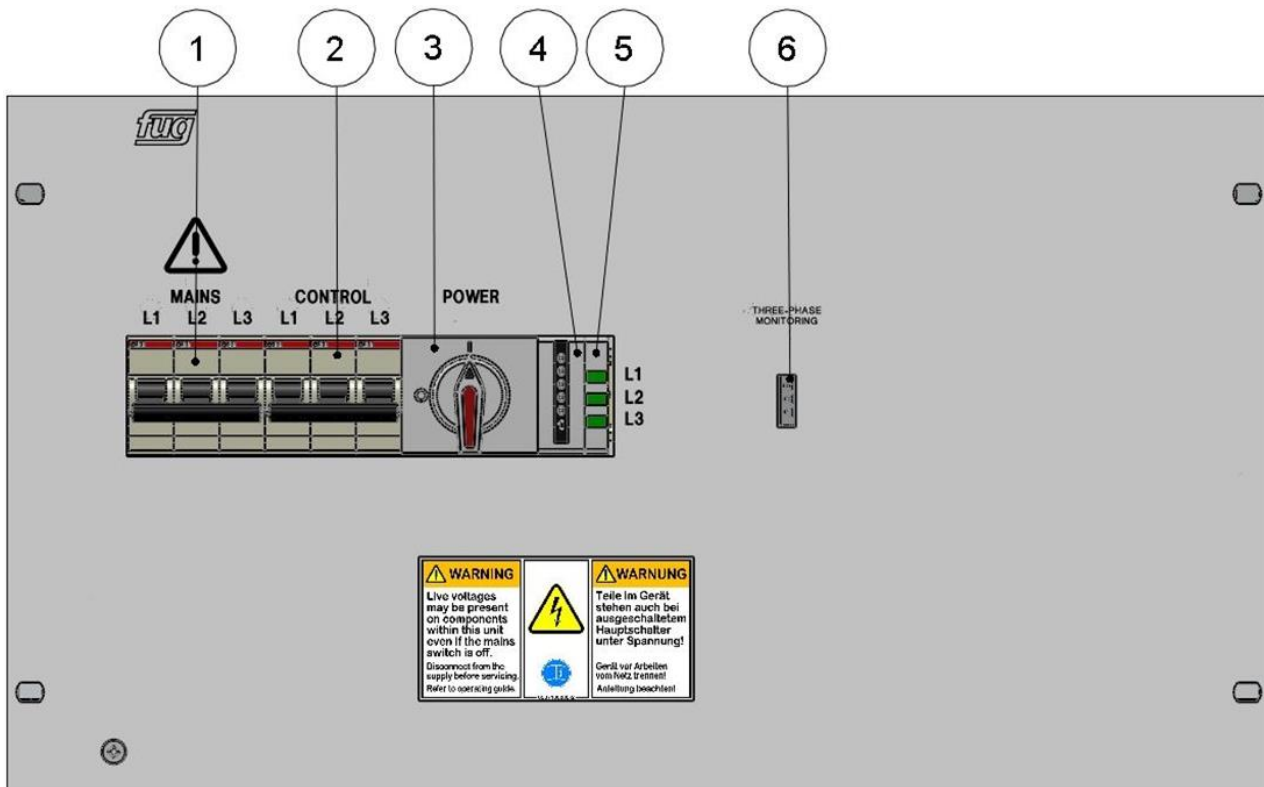 1 2 3 4 5 6
fug
MAINS CONTROL POWER
L1 L2 L3 L1 L2 L3
THREE-PHASE
MONITORING
L1
L2
L3
WARNING
Live voltages
may be present
on components
within this unit
even if the mains
switch is off.
Disconnect from the
supply before servicing.
Refer to operating guide.
WARNUNG
Teile im Gerät
stehen auch bei
ausgeschaltetem
Hauptschalter
unter Spannung!
Gerät vor Arbeiten
vom Netz trennen!
Anleitung beachten!